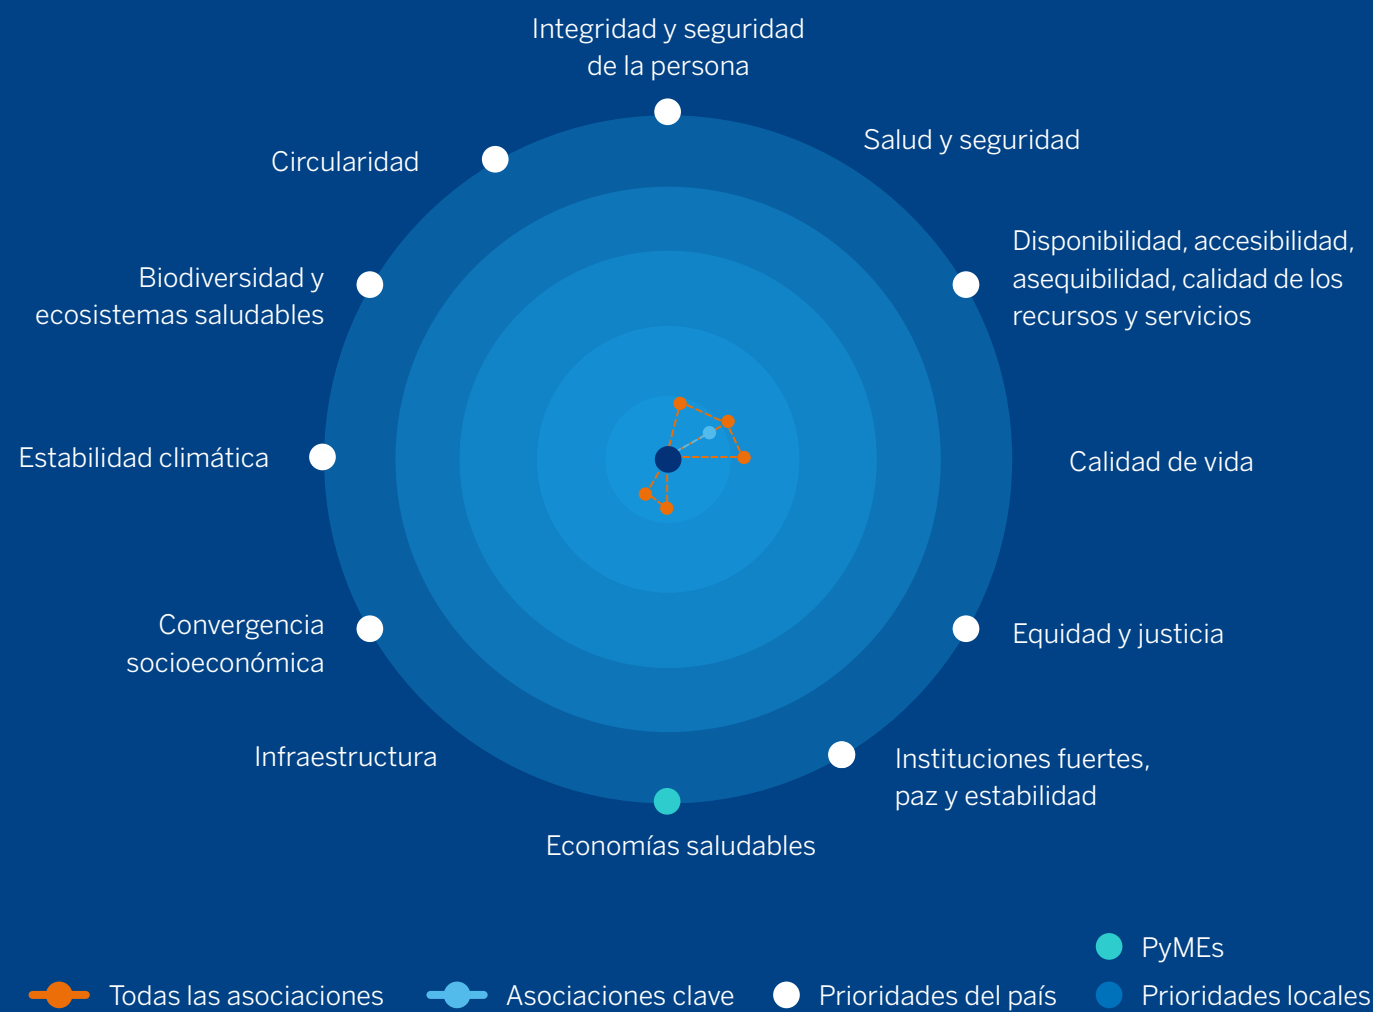 Integridad y seguridad
de la persona
Salud y seguridad
Circularidad
Disponibilidad, accesibilidad,
asequibilidad, calidad de los
recursos y servicios
Biodiversidad y
ecosistemas saludables
Estabilidad climática
Calidad de vida
Convergencia
socioeconómica
Equidad y justicia
Infraestructura
Instituciones fuertes,
paz y estabilidad
Economías saludables
PyMEs
Todas las asociaciones
Asociaciones clave
Prioridades del país
Prioridades locales